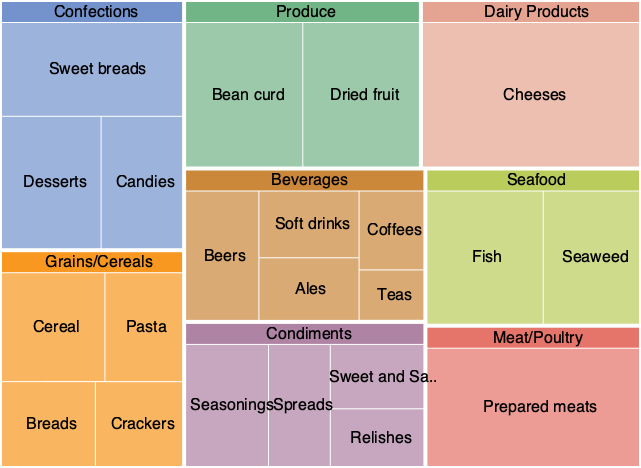 Confections
Sweet breads
Desserts
Candies
Grains/Cereals
Cereal
Pasta
Breads
Crackers
Produce
Bean curd
Dried fruit
Dairy Products
Cheeses
Beverages
Beers
Soft drinks
Ales
Coffees
Teas
Seafood
Fish
Seaweed
Condiments
Seasonings
Spreads
Sweet and Sa..
Relishes
Meat/Poultry
Prepared meats